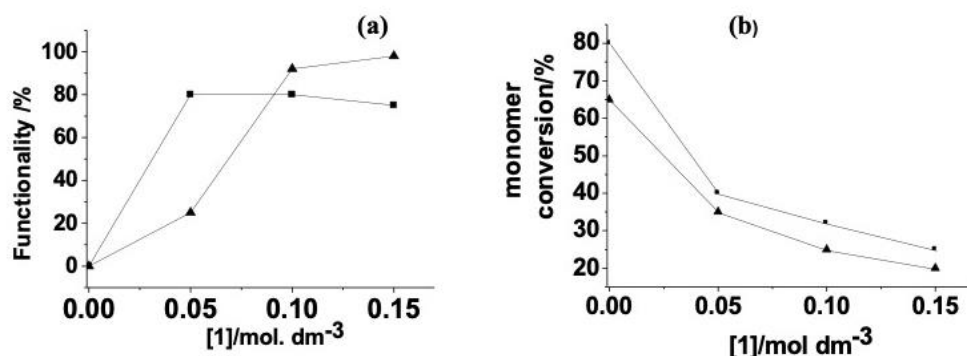 (a)
Functionality /%
100
80
60
40
20
0
0.00 0.05 0.10 0.15
[1]/mol. dm-3
(b)
monomer
conversion/%
80
70
60
50
40
30
20
0.00 0.05 0.10 0.15
[1]/mol dm-3